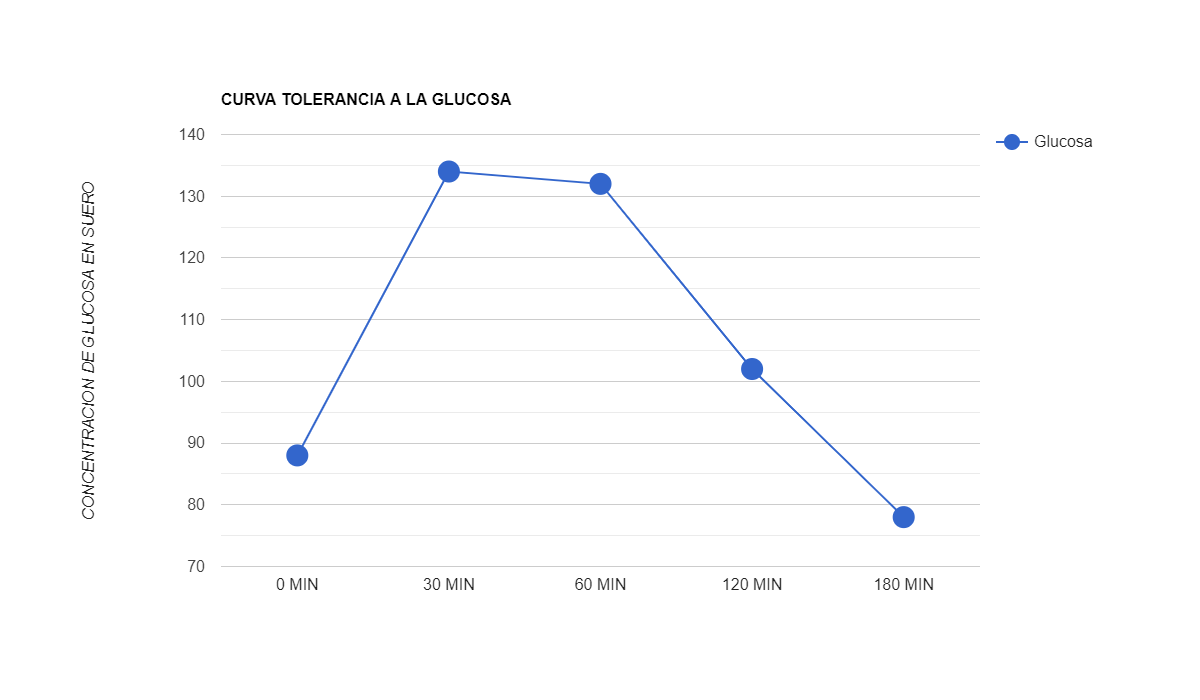 CURVA TOLERANCIA A LA GLUCOSA
Glucosa
CONCENTRACION DE GLUCOSA EN SUERO
140
130
120
110
100
90
80
70
0 MIN
30 MIN
60 MIN
120 MIN
180 MIN